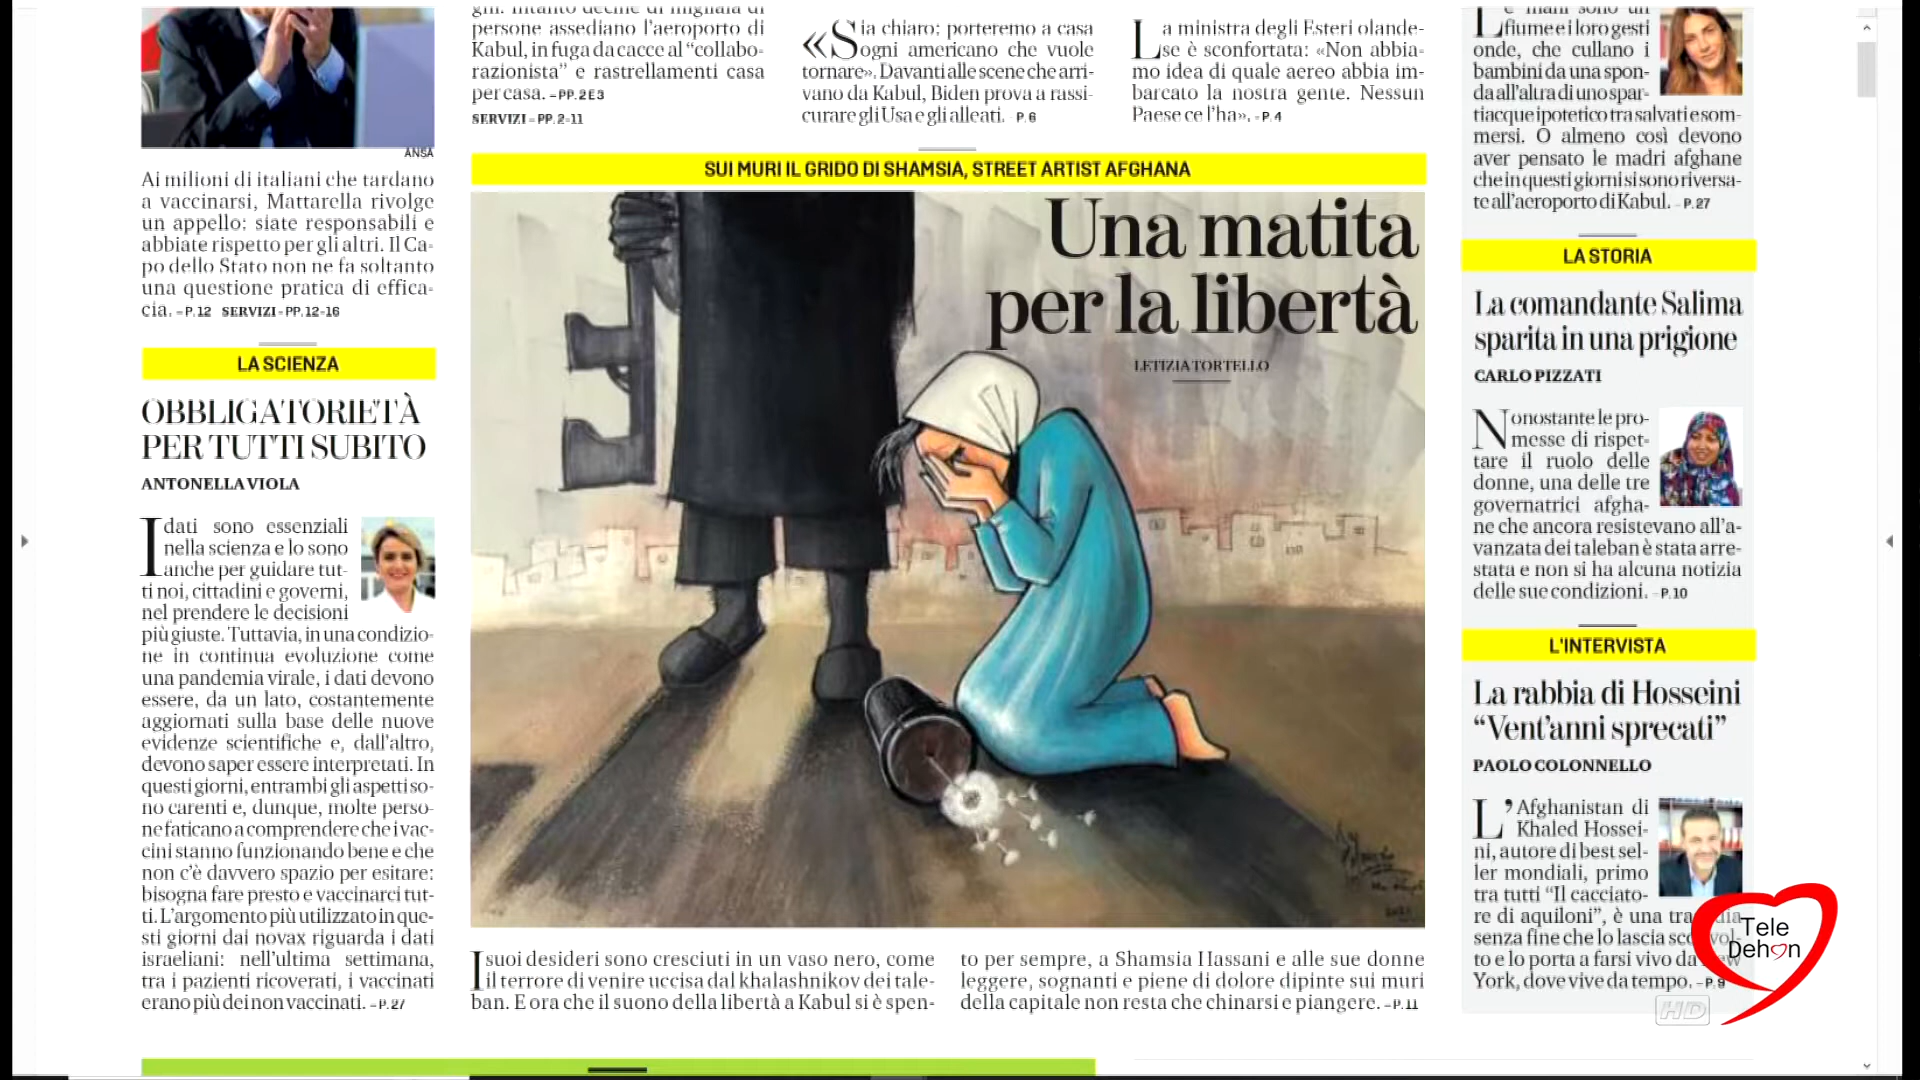 ANSA
Ai milioni di italiani che tardano
a vaccinarsi, Mattarella rivolge
un appello: siate responsabili e
abbiate rispetto per gli altri. Il Ca-
po dello Stato non ne fa soltanto
una questione pratica di effica-
cia. – P. 12 SERVIZI – PP. 12-16
LA SCIENZA
OBBLIGATORIETÀ
PER TUTTI SUBITO
ANTONELLA VIOLA
I dati sono essenziali
nella scienza e lo sono
anche per guidare tut-
ti noi, cittadini e governi,
nel prendere le decisioni
più giuste. Tuttavia, in una condizio-
ne in continua evoluzione come
una pandemia virale, i dati devono
essere, da un lato, costantemente
aggiornati sulla base delle nuove
evidenze scientifiche e, dall'altro,
devono saper essere interpretati. In
questi giorni, entrambi gli aspetti so-
no carenti e, dunque, molte perso-
ne faticano a comprendere che i vac-
cini stanno funzionando bene e che
non c'è davvero spazio per esitare:
bisogna fare presto e vaccinarci tut-
ti. L'argomento più utilizzato in que-
sti giorni dai novax riguarda i dati
israeliani: nell'ultima settimana,
tra i pazienti ricoverati, i vaccinati
erano più dei non vaccinati. – P. 27
gni. Intanto decine di migliaia di
persone assediano l'aeroporto di
Kabul, in fuga da cacce al “collabo-
razionista” e rastrellamenti casa
per casa. – PP. 2 E 3
SERVIZI – PP. 2-11
«Sia chiaro: porteremo a casa
ogni americano che vuole
tornare». Davanti alle scene che arri-
vano da Kabul, Biden prova a rassi-
curare gli Usa e gli alleati. – P. 6
La ministra degli Esteri olande-
se è sconfortata: «Non abbia-
mo idea di quale aereo abbia im-
barcato la nostra gente. Nessun
Paese ce l'ha». – P. 4
SUI MURI IL GRIDO DI SHAMSIA, STREET ARTIST AFGHANA
Una matita
per la libertà
LETIZIA TORTELLO
I suoi desideri sono cresciuti in un vaso nero, come
il terrore di venire uccisa dal khalashnikov dei tale-
ban. E ora che il suono della libertà a Kabul si è spen-
to per sempre, a Shamsia Hassani e alle sue donne
leggere, sognanti e piene di dolore dipinte sui muri
della capitale non resta che chinarsi e piangere. – P. 11
Le mani sono un
fiume e i loro gesti
onde, che cullano i
bambini da una spon-
da all'altra di uno spar-
tiacque ipotetico tra salvati e som-
mersi. O almeno così devono
aver pensato le madri afghane
che in questi giorni si sono riversa-
te all'aeroporto di Kabul. – P. 27
LA STORIA
La comandante Salima
sparita in una prigione
CARLO PIZZATI
Nonostante le pro-
messe di rispet-
tare il ruolo delle
donne, una delle tre
governatrici afgha-
ne che ancora resistevano all'a-
vanzata dei taleban è stata arre-
stata e non si ha alcuna notizia
delle sue condizioni. – P. 10
L'INTERVISTA
La rabbia di Hosseini
“Vent'anni sprecati”
PAOLO COLONNELLO
L'Afghanistan di
Khaled Hossei-
ni, autore di best sel-
ler mondiali, primo
tra tutti “Il cacciato-
re di aquiloni”, è una
senza fine che lo lascia
to e lo porta a farsi vivo da
York, dove vive da tempo. – P. 9
Tele
Dehon
HD